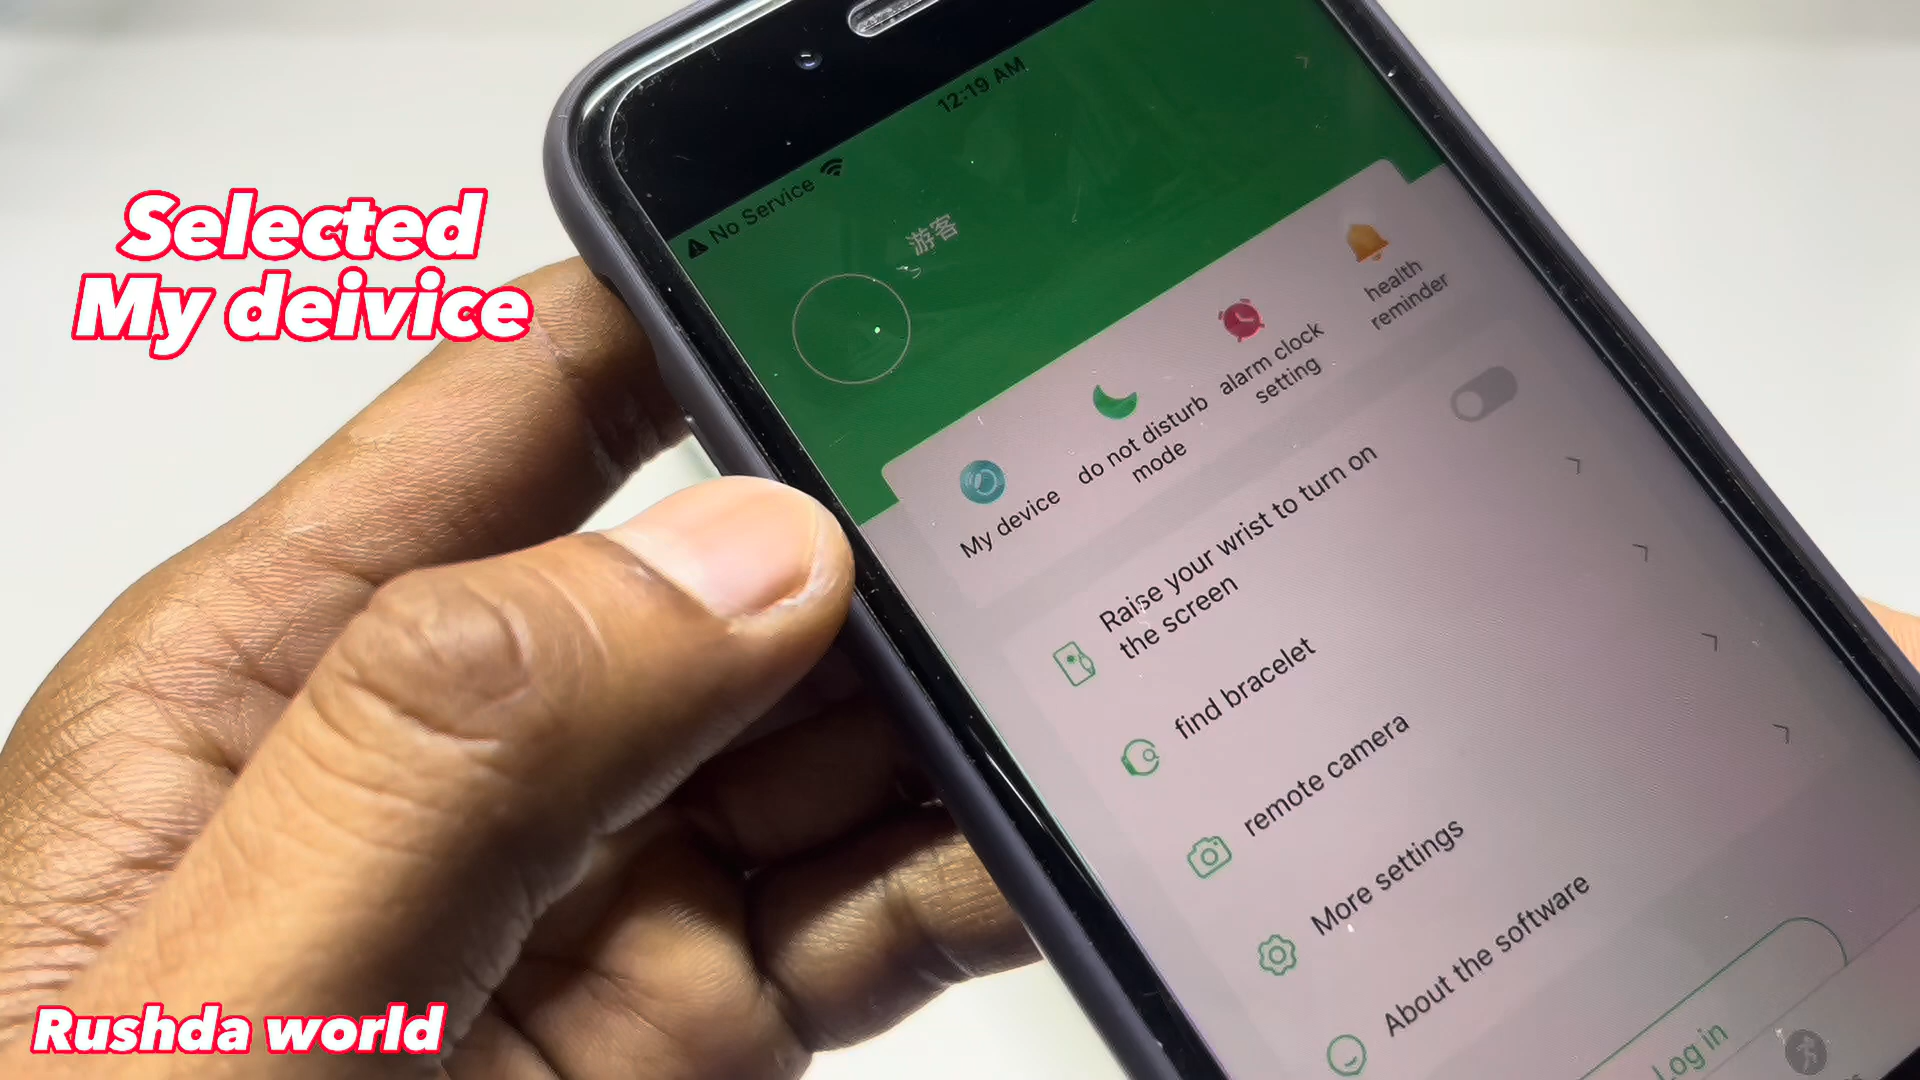 Selected
My deivice
12:19 AM
No Service
游客
My device
do not disturb
mode
alarm clock
setting
health
reminder
Raise your wrist to turn on
the screen
find bracelet
remote camera
More settings
About the software
Log in
Rushda world